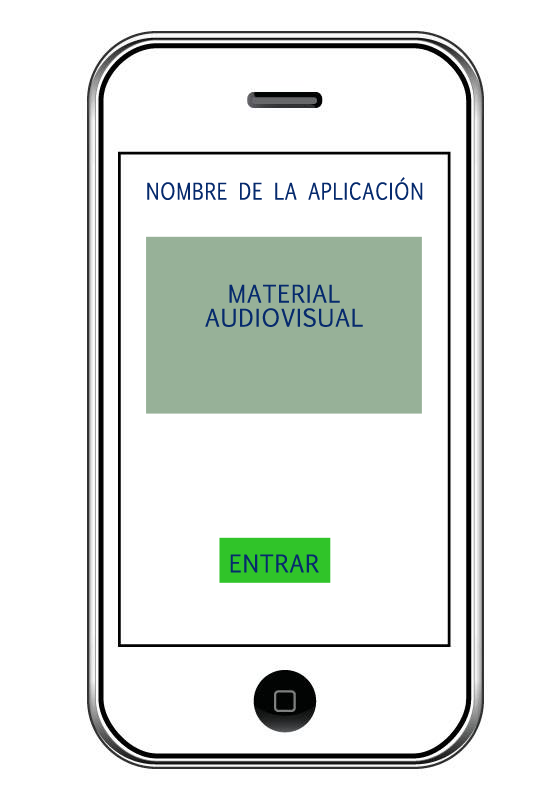 NOMBRE DE LA APLICACIÓN
MATERIAL
AUDIOVISUAL
ENTRAR